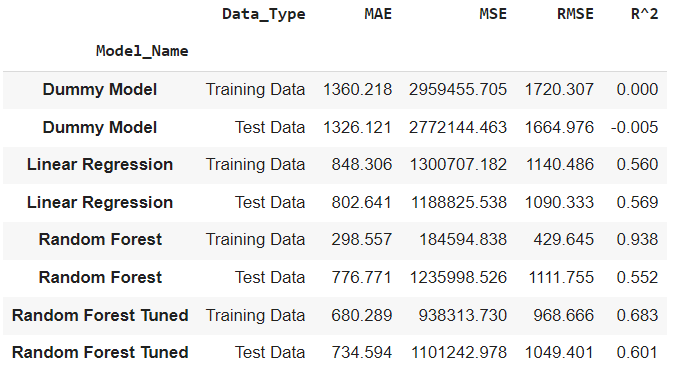 Data_Type MAE MSE RMSE R^2
Model_Name
Dummy Model Training Data 1360.218 2959455.705 1720.307 0.000
Dummy Model Test Data 1326.121 2772144.463 1664.976 -0.005
Linear Regression Training Data 848.306 1300707.182 1140.486 0.560
Linear Regression Test Data 802.641 1188825.538 1090.333 0.569
Random Forest Training Data 298.557 184594.838 429.645 0.938
Random Forest Test Data 776.771 1235998.526 1111.755 0.552
Random Forest Tuned Training Data 680.289 938313.730 968.666 0.683
Random Forest Tuned Test Data 734.594 1101242.978 1049.401 0.601